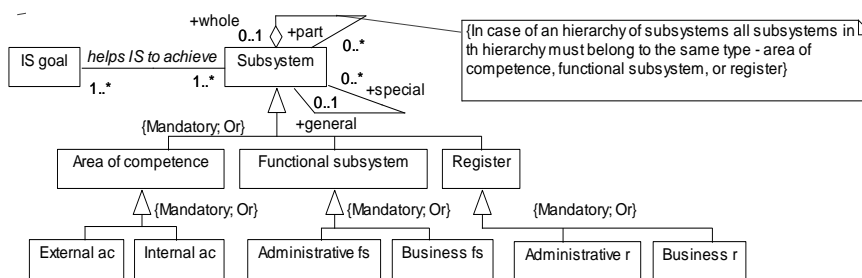 +whole
+part
0..1
0..*
{In case of an hierarchy of subsystems all subsystems in
th hierarchy must belong to the same type - area of
competence, functional subsystem, or register}
IS goal
helps IS to achieve
Subsystem
1..*
1..*
0..*
+special
0..1
+general
{Mandatory; Or}
Area of competence
Functional subsystem
Register
{Mandatory; Or}
{Mandatory; Or}
{Mandatory; Or}
External ac
Internal ac
Administrative fs
Business fs
Administrative r
Business r